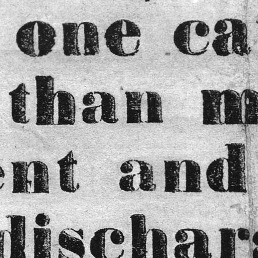 one ca
than m
ent and
dischar